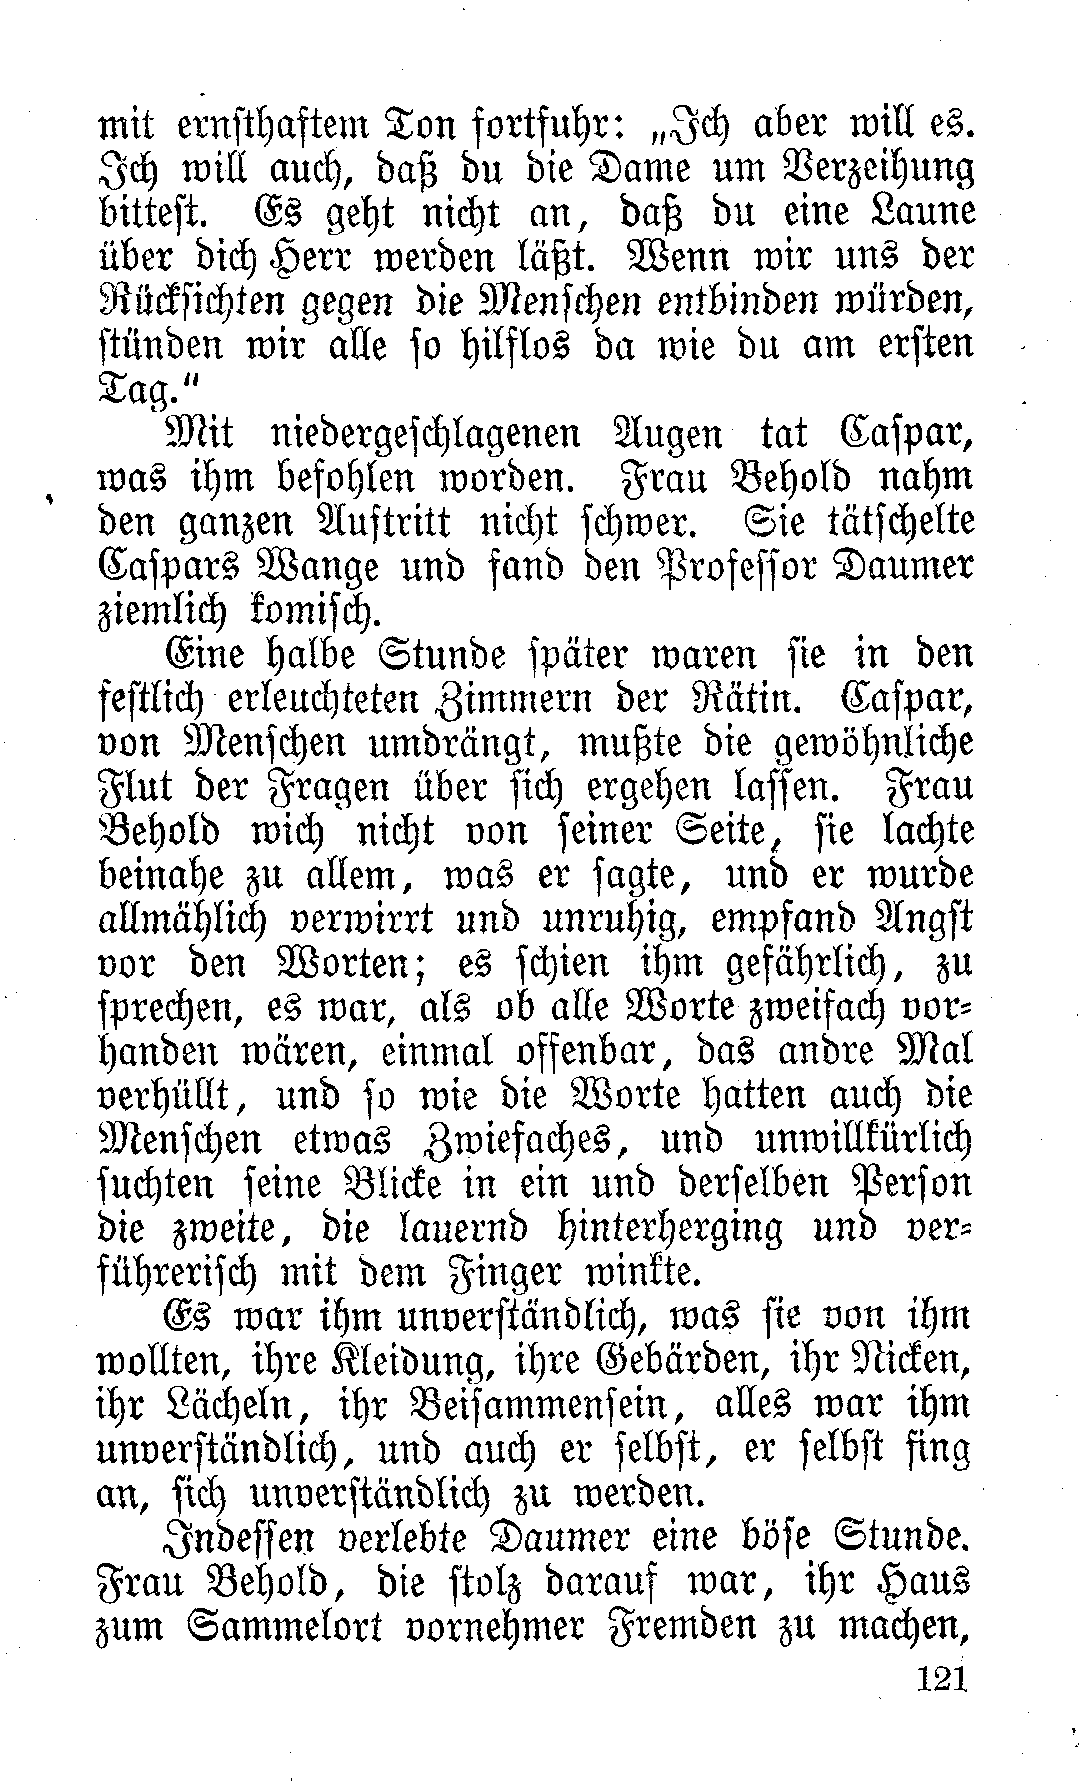 mit ernsthaftem Ton fortfuhr: „Ich aber will es.
Ich will auch, daß du die Dame um Verzeihung
bittest. Es geht nicht an, daß du eine Laune
über dich Herr werden läßt. Wenn wir uns der
Rücksichten gegen die Menschen entbinden würden,
stünden wir alle so hilflos da wie du am ersten
Tag.“
Mit niedergeschlagenen Augen tat Caspar,
was ihm befohlen worden. Frau Behold nahm
den ganzen Auftritt nicht schwer. Sie tätschelte
Caspars Wange und fand den Professor Daumer
ziemlich komisch.
Eine halbe Stunde später waren sie in den
festlich erleuchteten Zimmern der Rätin. Caspar,
von Menschen umdrängt, mußte die gewöhnliche
Flut der Fragen über sich ergehen lassen. Frau
Behold wich nicht von seiner Seite, sie lachte
beinahe zu allem, was er sagte, und er wurde
allmählich verwirrt und unruhig, empfand Angst
vor den Worten; es schien ihm gefährlich, zu
sprechen, es war, als ob alle Worte zweifach vor-
handen wären, einmal offenbar, das andre Mal
verhüllt, und so wie die Worte hatten auch die
Menschen etwas Zwiefaches, und unwillkürlich
suchten seine Blicke in ein und derselben Person
die zweite, die lauernd hinterherging und ver-
führerisch mit dem Finger winkte.
Es war ihm unverständlich, was sie von ihm
wollten, ihre Kleidung, ihre Gebärden, ihr Nicken,
ihr Lächeln, ihr Beisammensein, alles war ihm
unverständlich, und auch er selbst, er selbst fing
an, sich unverständlich zu werden.
Indessen verlebte Daumer eine böse Stunde.
Frau Behold, die stolz darauf war, ihr Haus
zum Sammelort vornehmer Fremden zu machen,
121